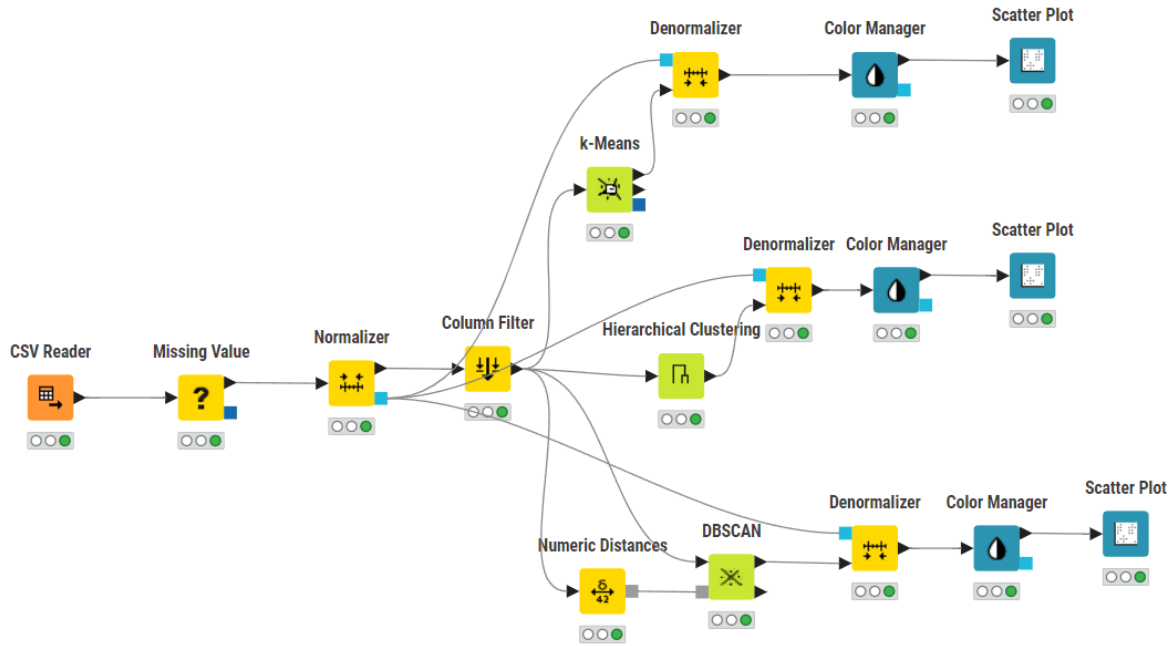 Scatter Plot
Denormalizer
Color Manager
k-Means
Scatter Plot
Denormalizer
Color Manager
Column Filter
Hierarchical Clustering
Normalizer
CSV Reader
Missing Value
?
Scatter Plot
Denormalizer
Color Manager
DBSCAN
Numeric Distances
δ
42